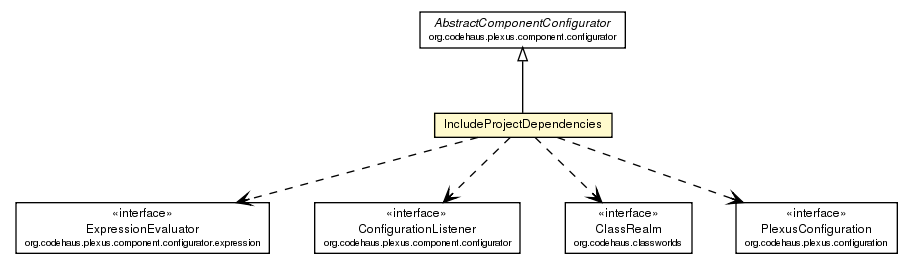 AbstractComponentConfigurator
org.codehaus.plexus.component.configurator
IncludeProjectDependencies
«interface»
ExpressionEvaluator
org.codehaus.plexus.component.configurator.expression
«interface»
ConfigurationListener
org.codehaus.plexus.component.configurator
«interface»
ClassRealm
org.codehaus.classworlds
«interface»
PlexusConfiguration
org.codehaus.plexus.configuration